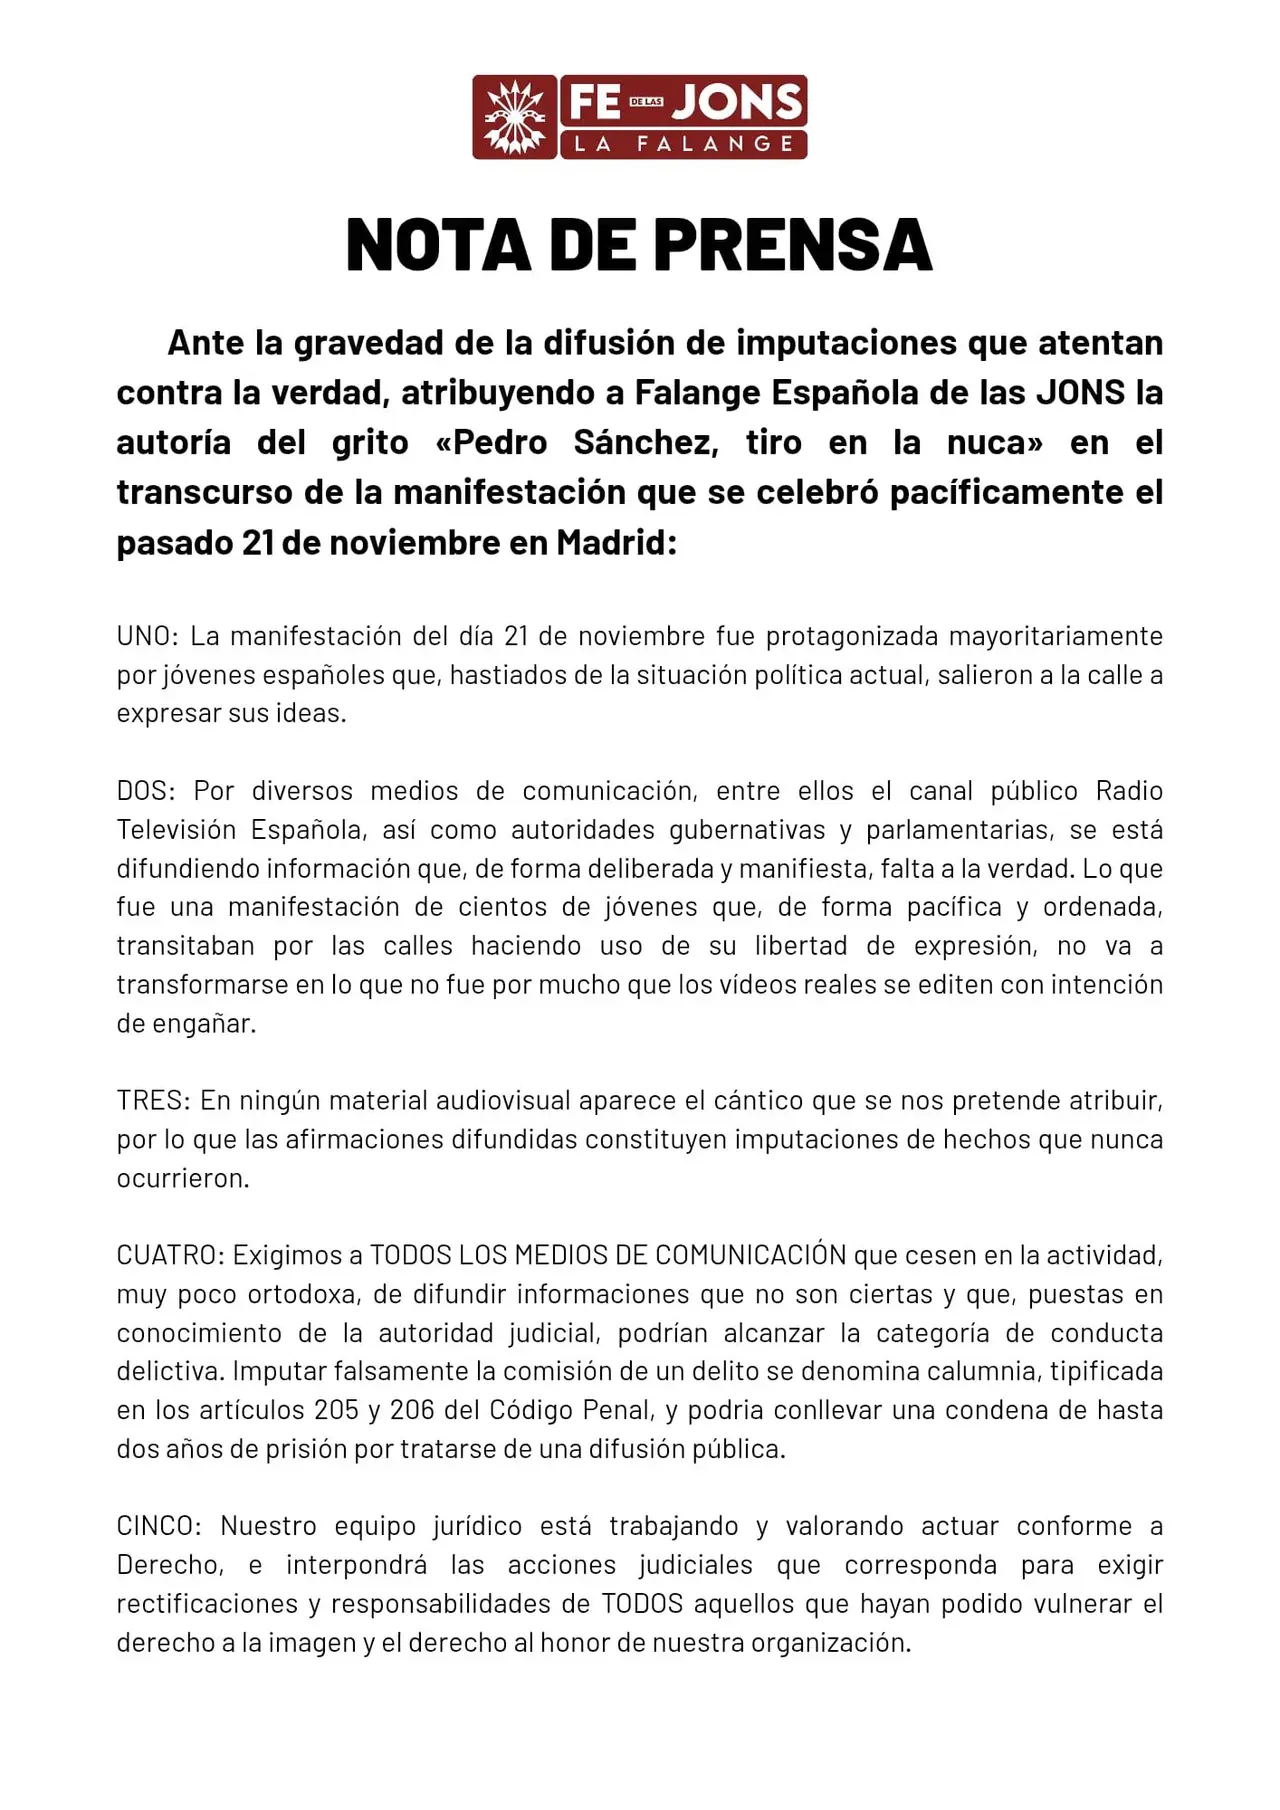 FE DE LAS JONS
LA FALANGE
NOTA DE PRENSA
Ante la gravedad de la difusión de imputaciones que atentan
contra la verdad, atribuyendo a Falange Española de las JONS la
autoría del grito «Pedro Sánchez, tiro en la nuca» en el
transcurso de la manifestación que se celebró pacíficamente el
pasado 21 de noviembre en Madrid:
UNO: La manifestación del día 21 de noviembre fue protagonizada mayoritariamente
por jóvenes españoles que, hastiados de la situación política actual, salieron a la calle a
expresar sus ideas.
DOS: Por diversos medios de comunicación, entre ellos el canal público Radio
Televisión Española, así como autoridades gubernativas y parlamentarias, se está
difundiendo información que, de forma deliberada y manifiesta, falta a la verdad. Lo que
fue una manifestación de cientos de jóvenes que, de forma pacífica y ordenada,
transitaban por las calles haciendo uso de su libertad de expresión, no va a
transformarse en lo que no fue por mucho que los vídeos reales se editen con intención
de engañar.
TRES: En ningún material audiovisual aparece el cántico que se nos pretende atribuir,
por lo que las afirmaciones difundidas constituyen imputaciones de hechos que nunca
ocurrieron.
CUATRO: Exigimos a TODOS LOS MEDIOS DE COMUNICACIÓN que cesen en la actividad,
muy poco ortodoxa, de difundir informaciones que no son ciertas y que, puestas en
conocimiento de la autoridad judicial, podrían alcanzar la categoría de conducta
delictiva. Imputar falsamente la comisión de un delito se denomina calumnia, tipificada
en los artículos 205 y 206 del Código Penal, y podria conllevar una condena de hasta
dos años de prisión por tratarse de una difusión pública.
CINCO: Nuestro equipo jurídico está trabajando y valorando actuar conforme a
Derecho, e interpondrá las acciones judiciales que corresponda para exigir
rectificaciones y responsabilidades de TODOS aquellos que hayan podido vulnerar el
derecho a la imagen y el derecho al honor de nuestra organización.